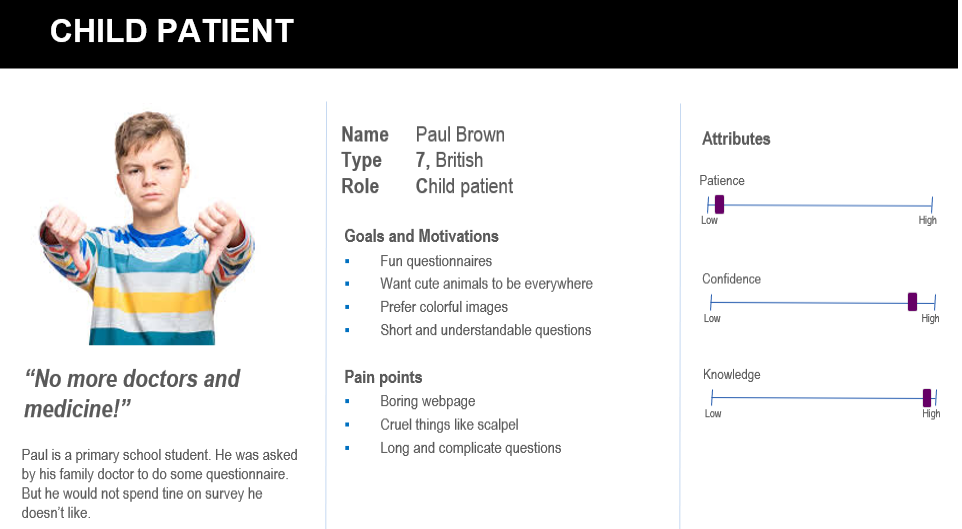 CHILD PATIENT
“No more doctors and
medicine!”
Paul is a primary school student. He was asked
by his family doctor to do some questionnaire.
But he would not spend tine on survey he
doesn’t like.
Name Paul Brown
Type 7, British
Role Child patient
Goals and Motivations
▪ Fun questionnaires
▪ Want cute animals to be everywhere
▪ Prefer colorful images
▪ Short and understandable questions
Pain points
▪ Boring webpage
▪ Cruel things like scalpel
▪ Long and complicate questions
Attributes
Patience
Low High
Confidence
Low High
Knowledge
Low High